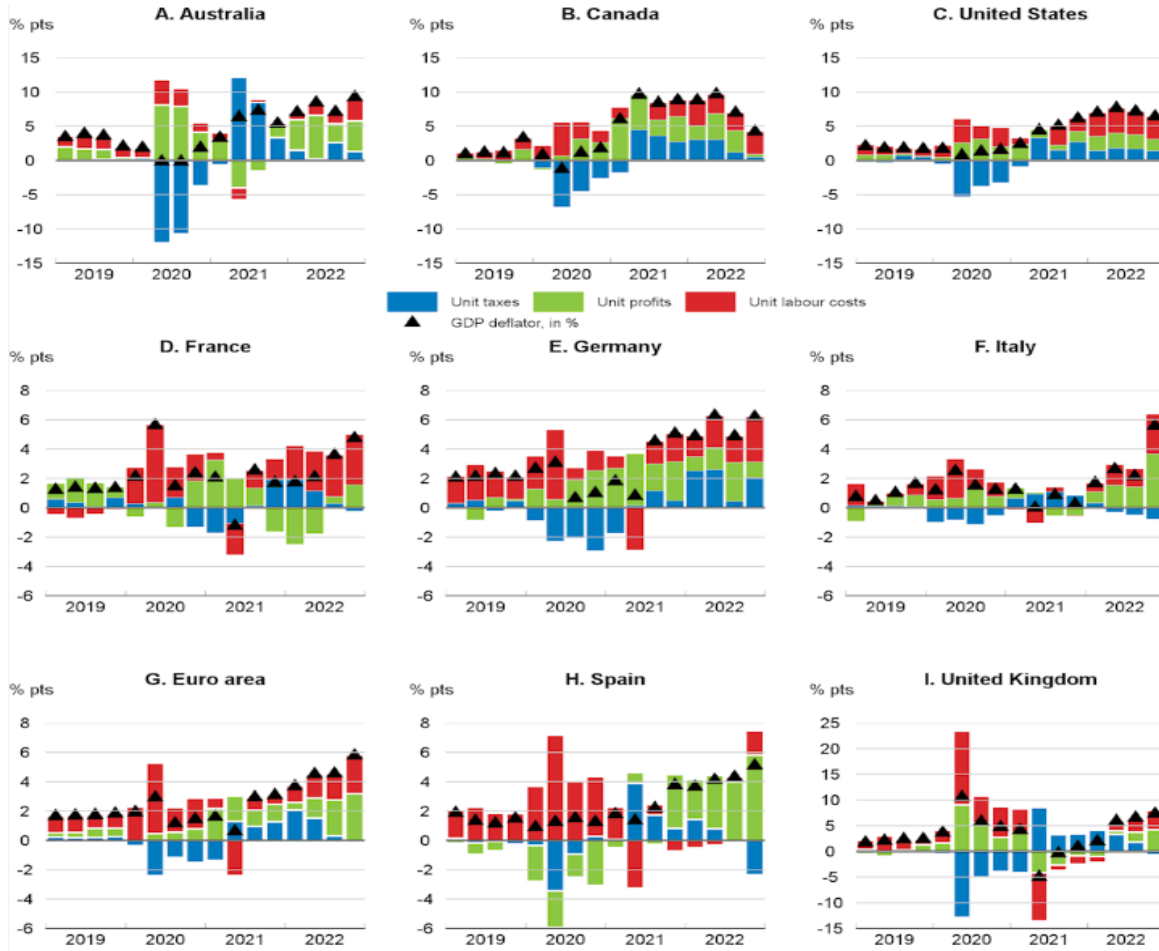 A. Australia
% pts
15
10
5
0
-5
-10
-15
2019 2020 2021 2022
B. Canada
% pts
15
10
5
0
-5
-10
-15
2019 2020 2021 2022
C. United States
% pts
15
10
5
0
-5
-10
-15
2019 2020 2021 2022
Unit taxes Unit profits Unit labour costs
GDP deflator, in %
D. France
% pts
8
6
4
2
0
-2
-4
-6
2019 2020 2021 2022
E. Germany
% pts
8
6
4
2
0
-2
-4
-6
2019 2020 2021 2022
F. Italy
% pts
8
6
4
2
0
-2
-4
-6
2019 2020 2021 2022
G. Euro area
% pts
8
6
4
2
0
-2
-4
-6
2019 2020 2021 2022
H. Spain
% pts
8
6
4
2
0
-2
-4
-6
2019 2020 2021 2022
I. United Kingdom
% pts
25
20
15
10
5
0
-5
-10
-15
2019 2020 2021 2022